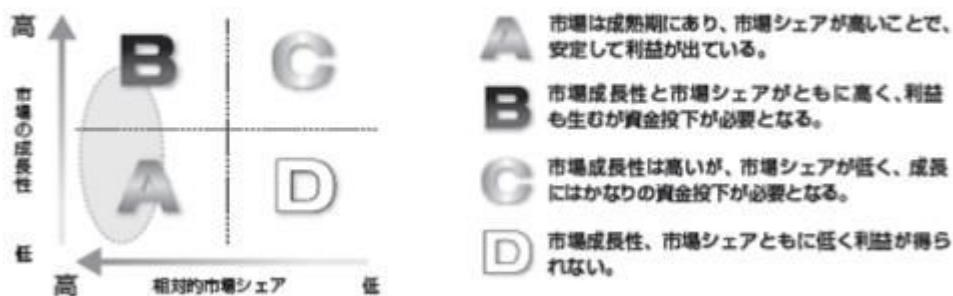 高
市場の成長性
低
B
C
A
D
高
相対的市場シェア
低
A
市場は成熟期にあり、市場シェアが高いことで、
安定して利益が出ている。
B
市場成長性と市場シェアがともに高く、利益
も生むが資金投下が必要となる。
C
市場成長性は高いが、市場シェアが低く、成長
にはかなりの資金投下が必要となる。
D
市場成長性、市場シェアともに低く利益が得ら
れない。